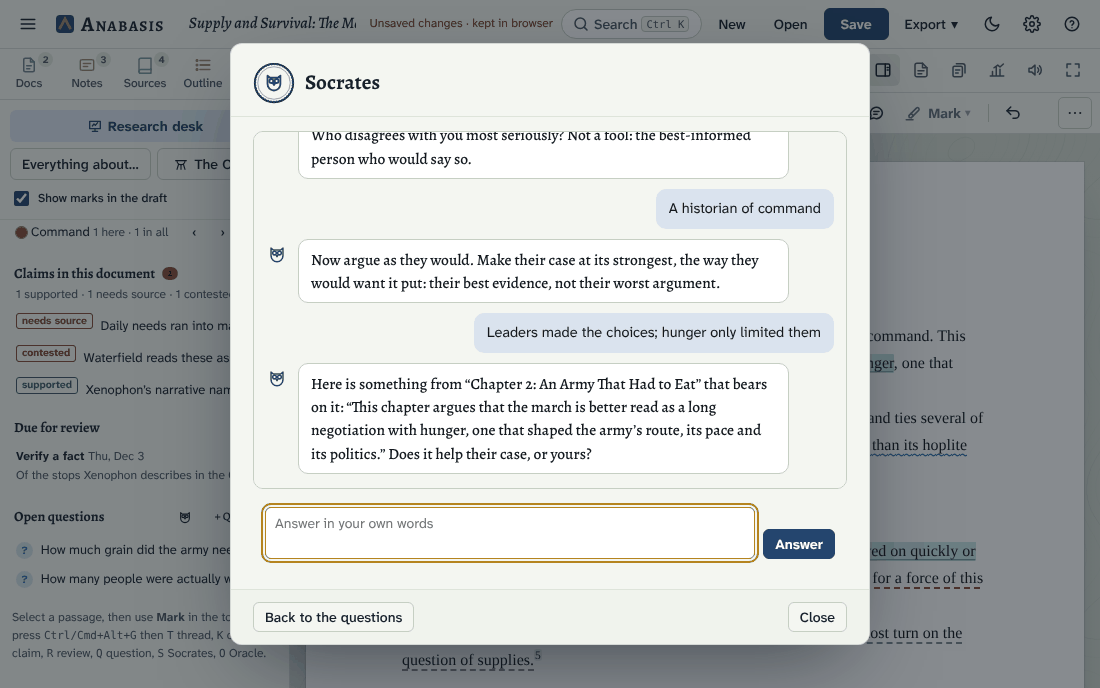 ANABASIS
Supply and Survival: The
Unsaved changes · kept in browser
Search Ctrl K
New
Open
Save
Export ▾
Docs 2
Notes 3
Sources 4
Outline
Mark ▾
Research desk
Everything about...
The
Show marks in the draft
Command 1 here · 1 in all ‹ ›
Claims in this document
1 supported · 1 needs source · 1 contested
needs source Daily needs ran into
contested Waterfield reads these as
supported Xenophon's narrative
Due for review
Verify a fact Thu, Dec 3
Of the stops Xenophon describes in the
Open questions
+
How much grain did the army
How many people were actually
Select a passage, then use Mark in the
press Ctrl/Cmd+Alt+G then T thread, K
claim, R review, Q question, S Socrates, O Oracle.
Socrates
Who disagrees with you most seriously? Not a fool: the best-informed
person who would say so.
A historian of command
Now argue as they would. Make their case at its strongest, the way they
would want it put: their best evidence, not their worst argument.
Leaders made the choices; hunger only limited them
Here is something from “Chapter 2: An Army That Had to Eat” that bears
on it: “This chapter argues that the march is better read as a long
negotiation with hunger, one that shaped the army’s route, its pace and
its politics.” Does it help their case, or yours?
Answer in your own words
Answer
Back to the questions
Close
command. This
, one that
and ties several of
than its hoplite
on quickly or
for a force of this
turn on the
question of supplies.5